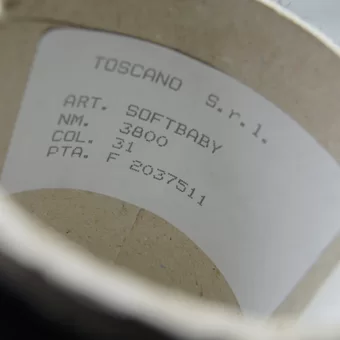 TOSCANO S.r.l.
ART. SOFTBABY
NM. 3800
COL. 31
PTA. F 2037511